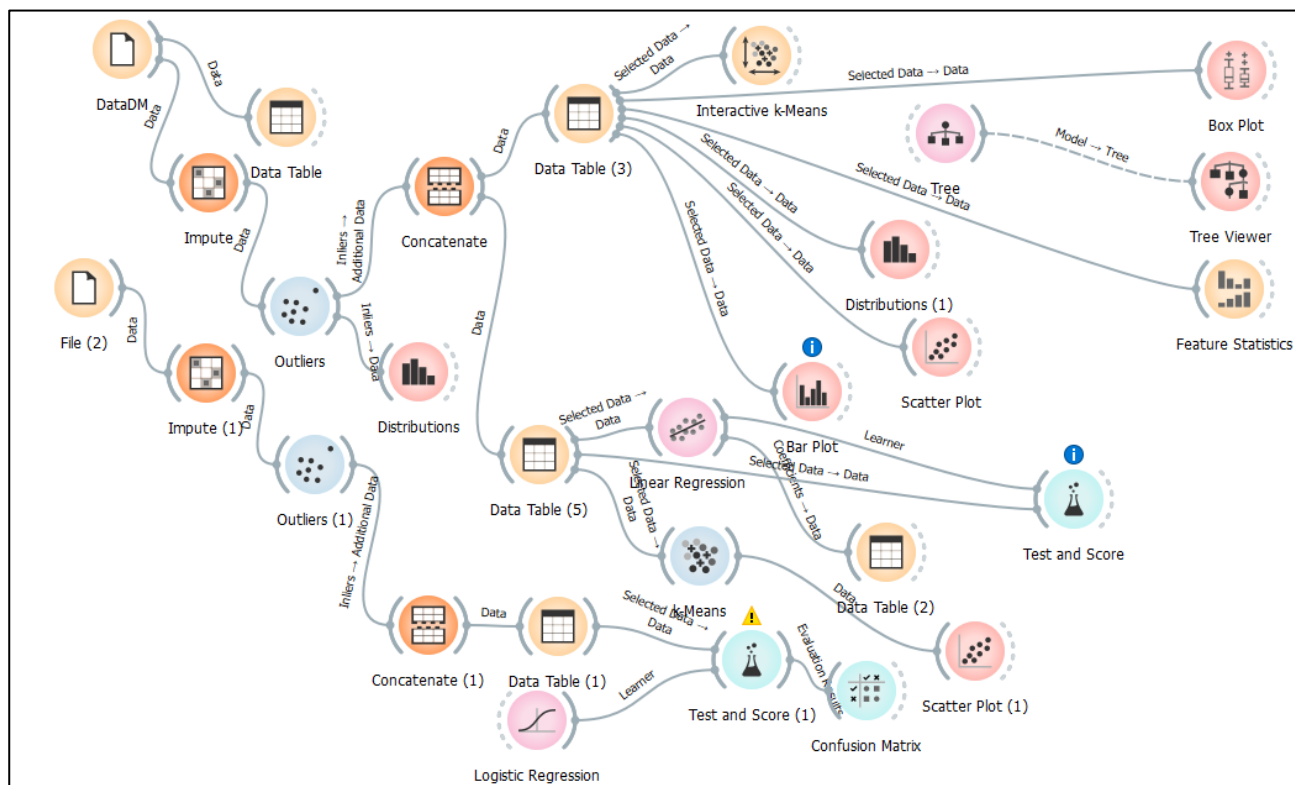 Selected Data →
Data
Interactive k-Means
Selected Data → Data
Box Plot
DataDM
Data
Data
Data Table
Data
Data Table (3)
Tree
Model → Tree
Tree Viewer
Selected Data → Data
Feature Statistics
Selected Data → Data
Distributions (1)
Selected Data → Data
Scatter Plot
Selected Data → Data
i
Bar Plot
Impute
Data
Inliers →
Additional Data
Concatenate
Data
Outliers
Inliers → Data
Distributions
File (2)
Data
Impute (1)
Data
Outliers (1)
Inliers → Additional Data
Data Table (5)
Selected Data →
Data
Linear Regression
Learner
Selected Data → Data
i
Test and Score
Coefficients → Data
Data Table (2)
Selected Data →
Data
k-Means
Data
Scatter Plot (1)
Concatenate (1)
Data
Data Table (1)
Selected Data →
Data
Test and Score (1)
Learner
Logistic Regression
Evaluation Results
Confusion Matrix